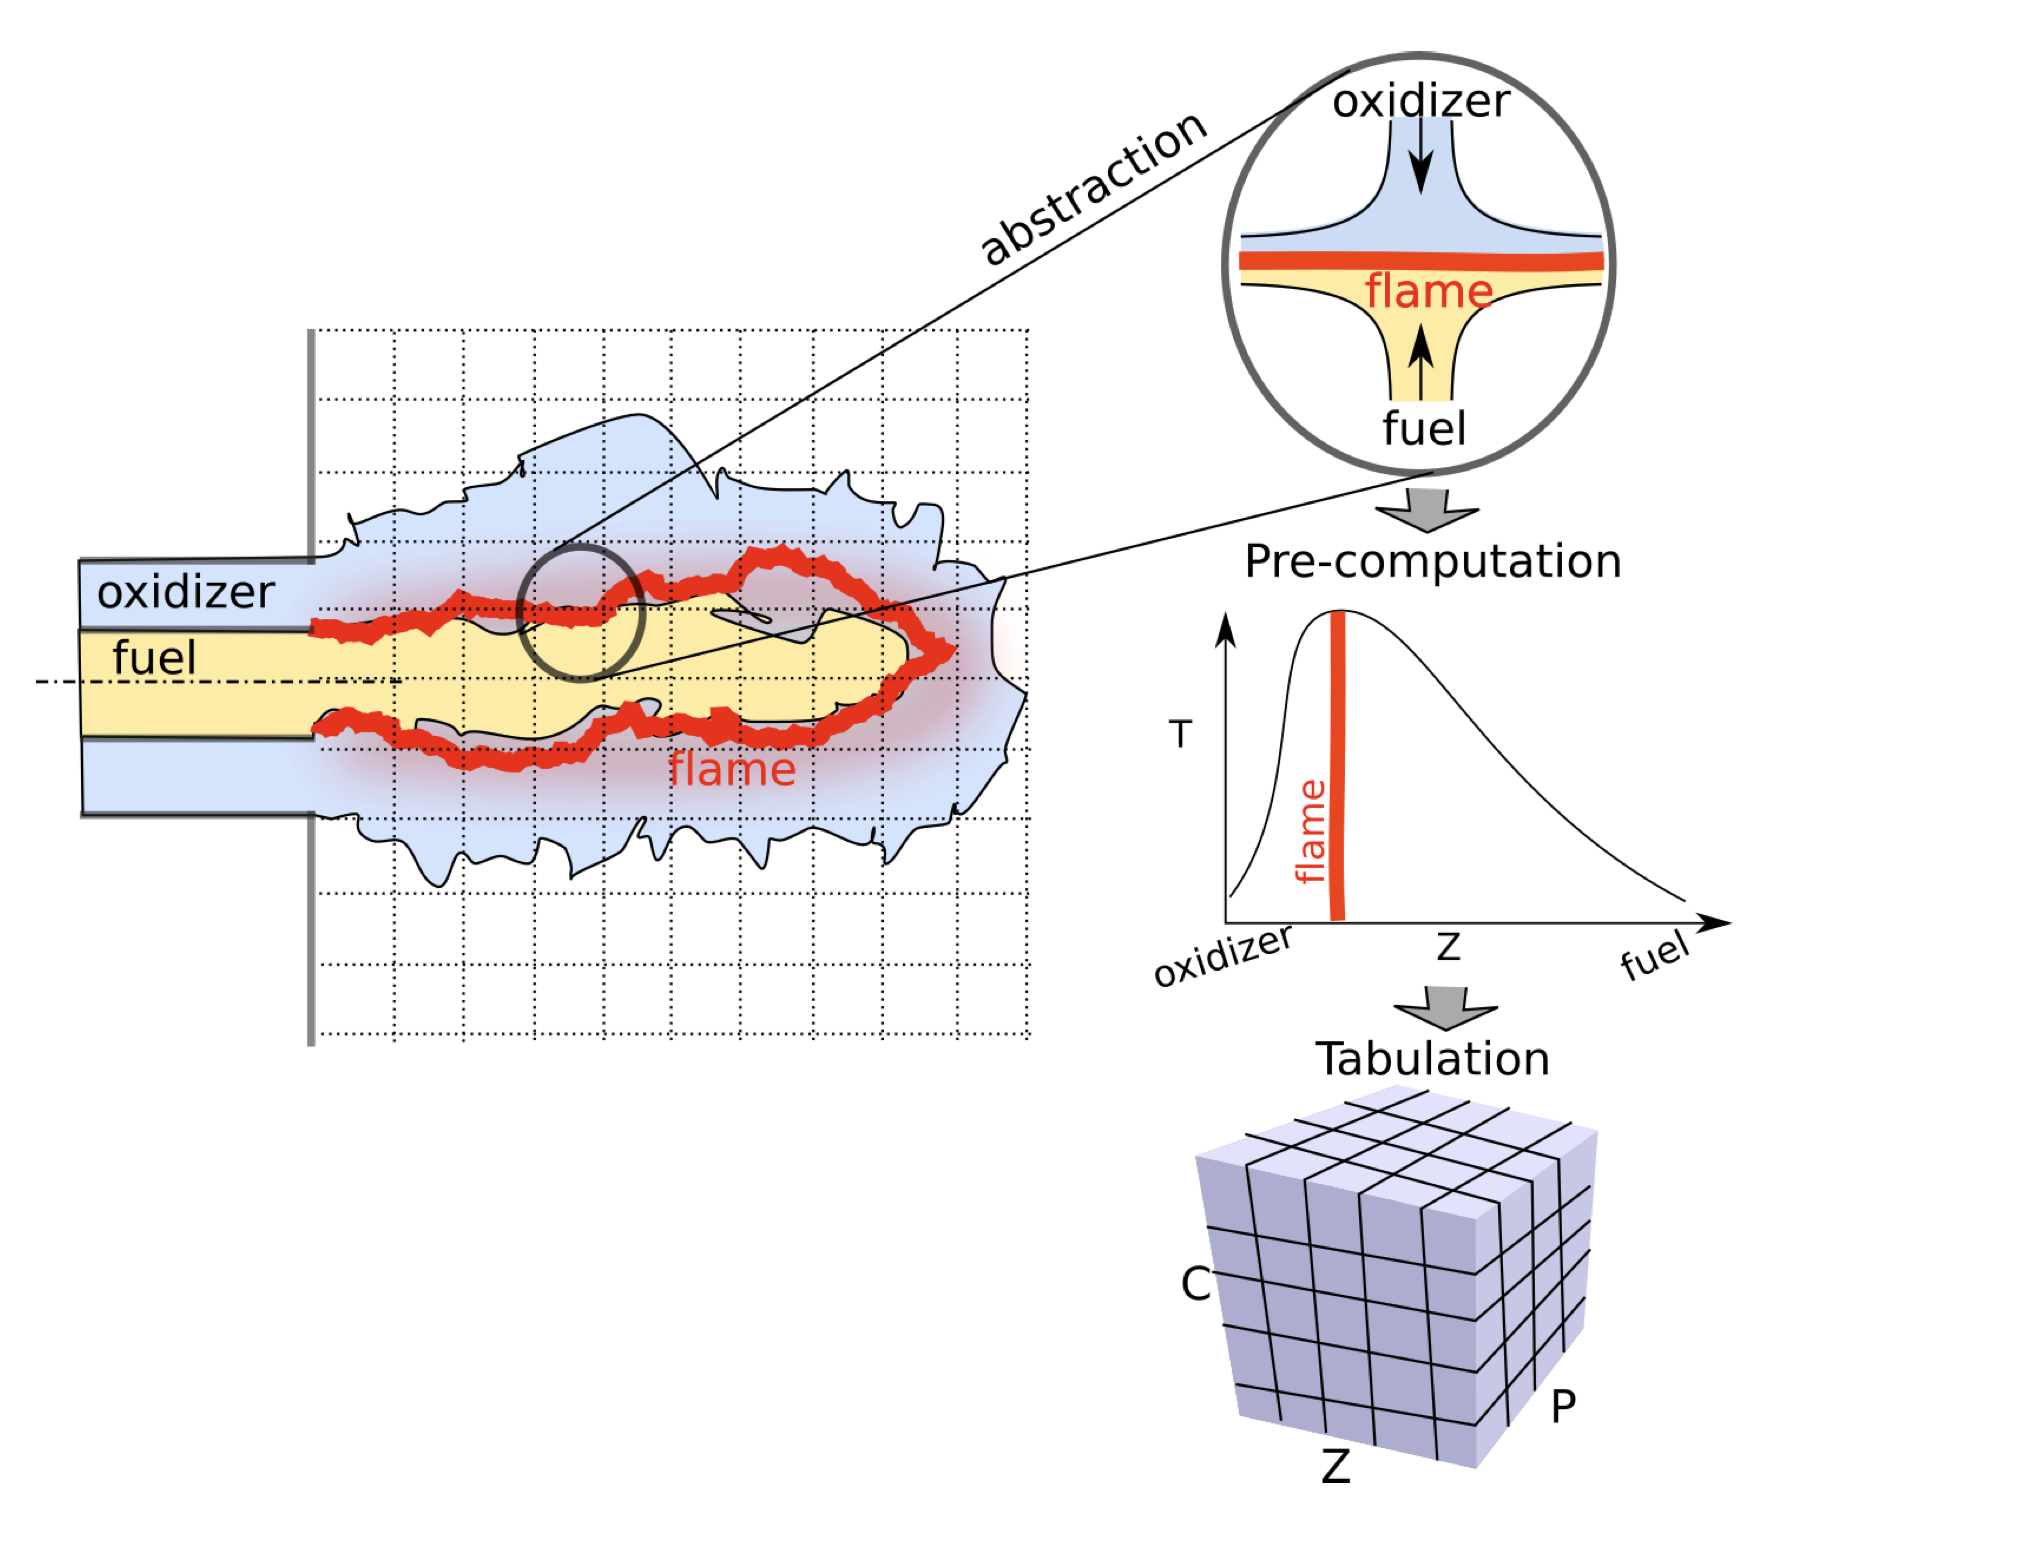 oxidizer
fuel
flame
abstraction
oxidizer
flame
fuel
Pre-computation
T
flame
oxidizer
Z
fuel
Tabulation
C
Z
P